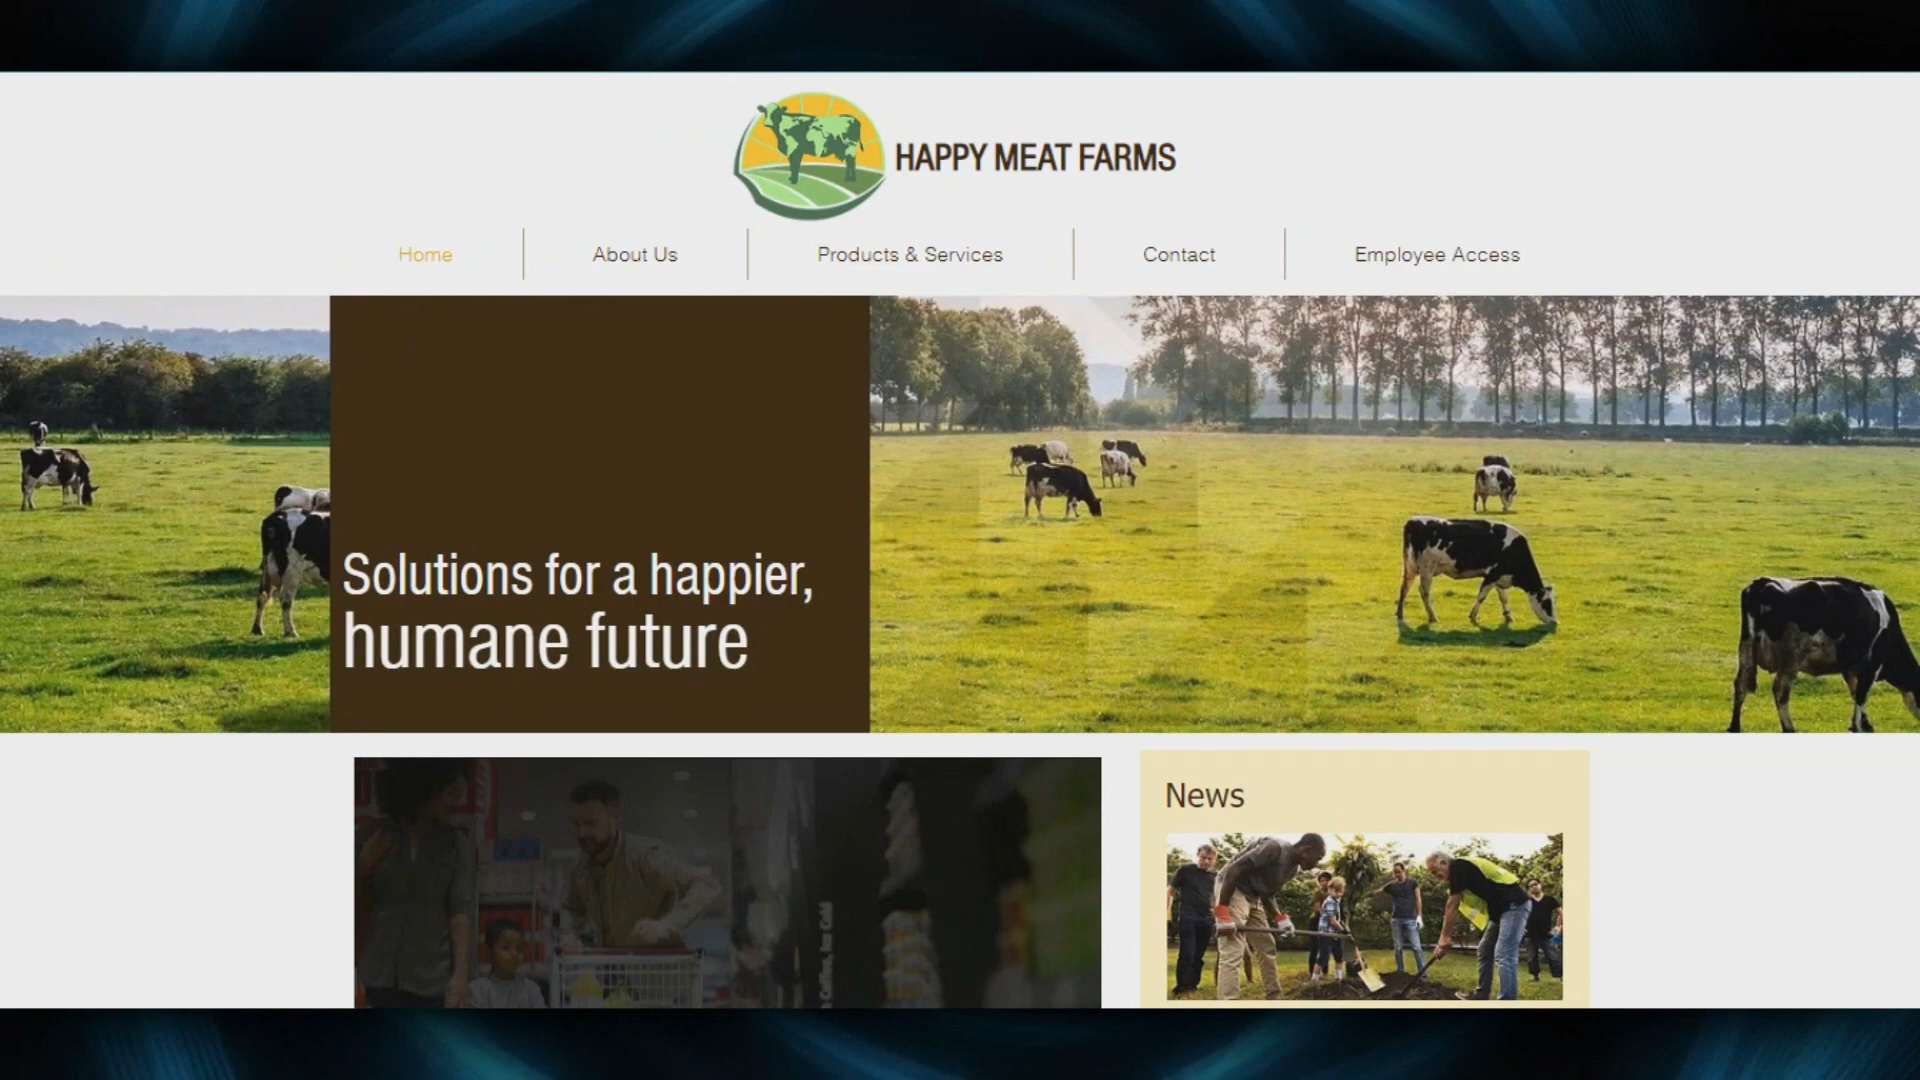 HAPPY MEAT FARMS
Home
About Us
Products & Services
Contact
Employee Access
Solutions for a happier,
humane future
News